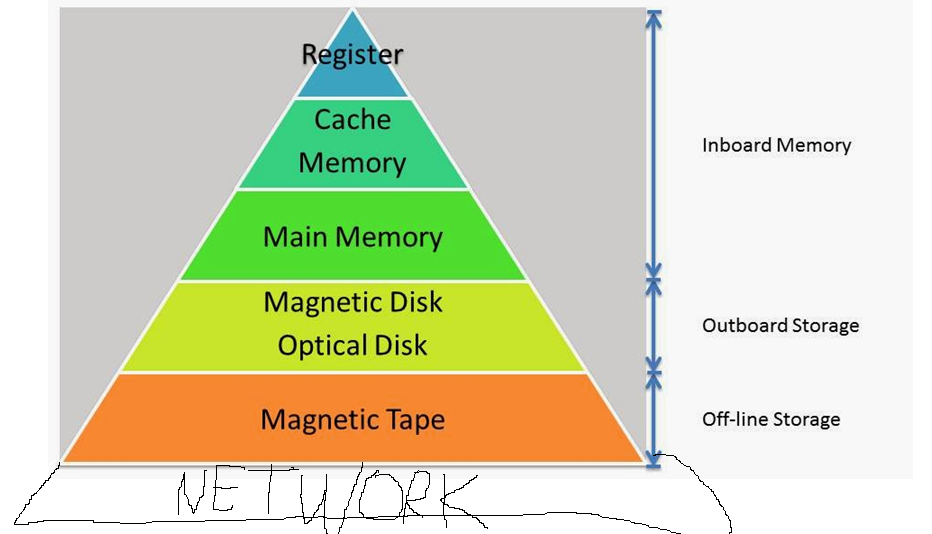 Register
Cache
Memory
Main Memory
Magnetic Disk
Optical Disk
Magnetic Tape
Inboard Memory
Outboard Storage
Off-line Storage
NETWORK